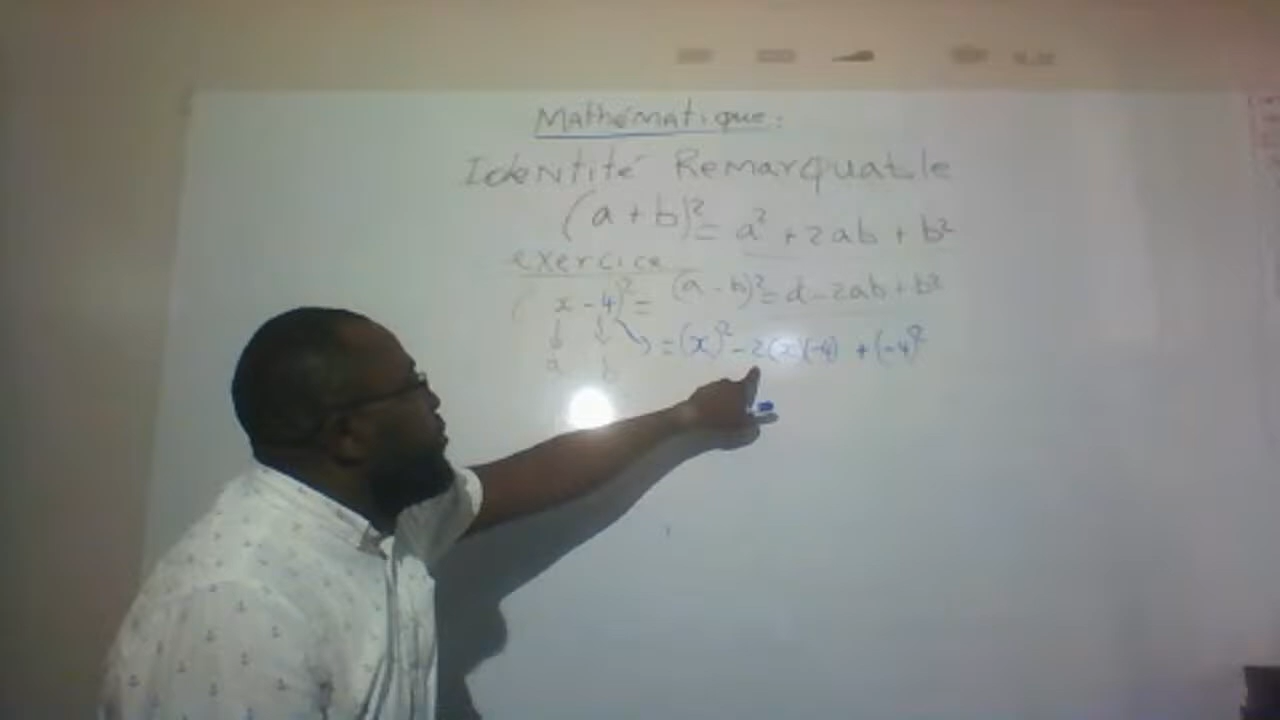 Mathématique:
Identité Remarquable
(a + b)² = a² + 2ab + b²
exercice
(x - 4)² = (a - b)² = a² - 2ab + b²
= (x)² - 2(x)(-4) + (-4)²
a b